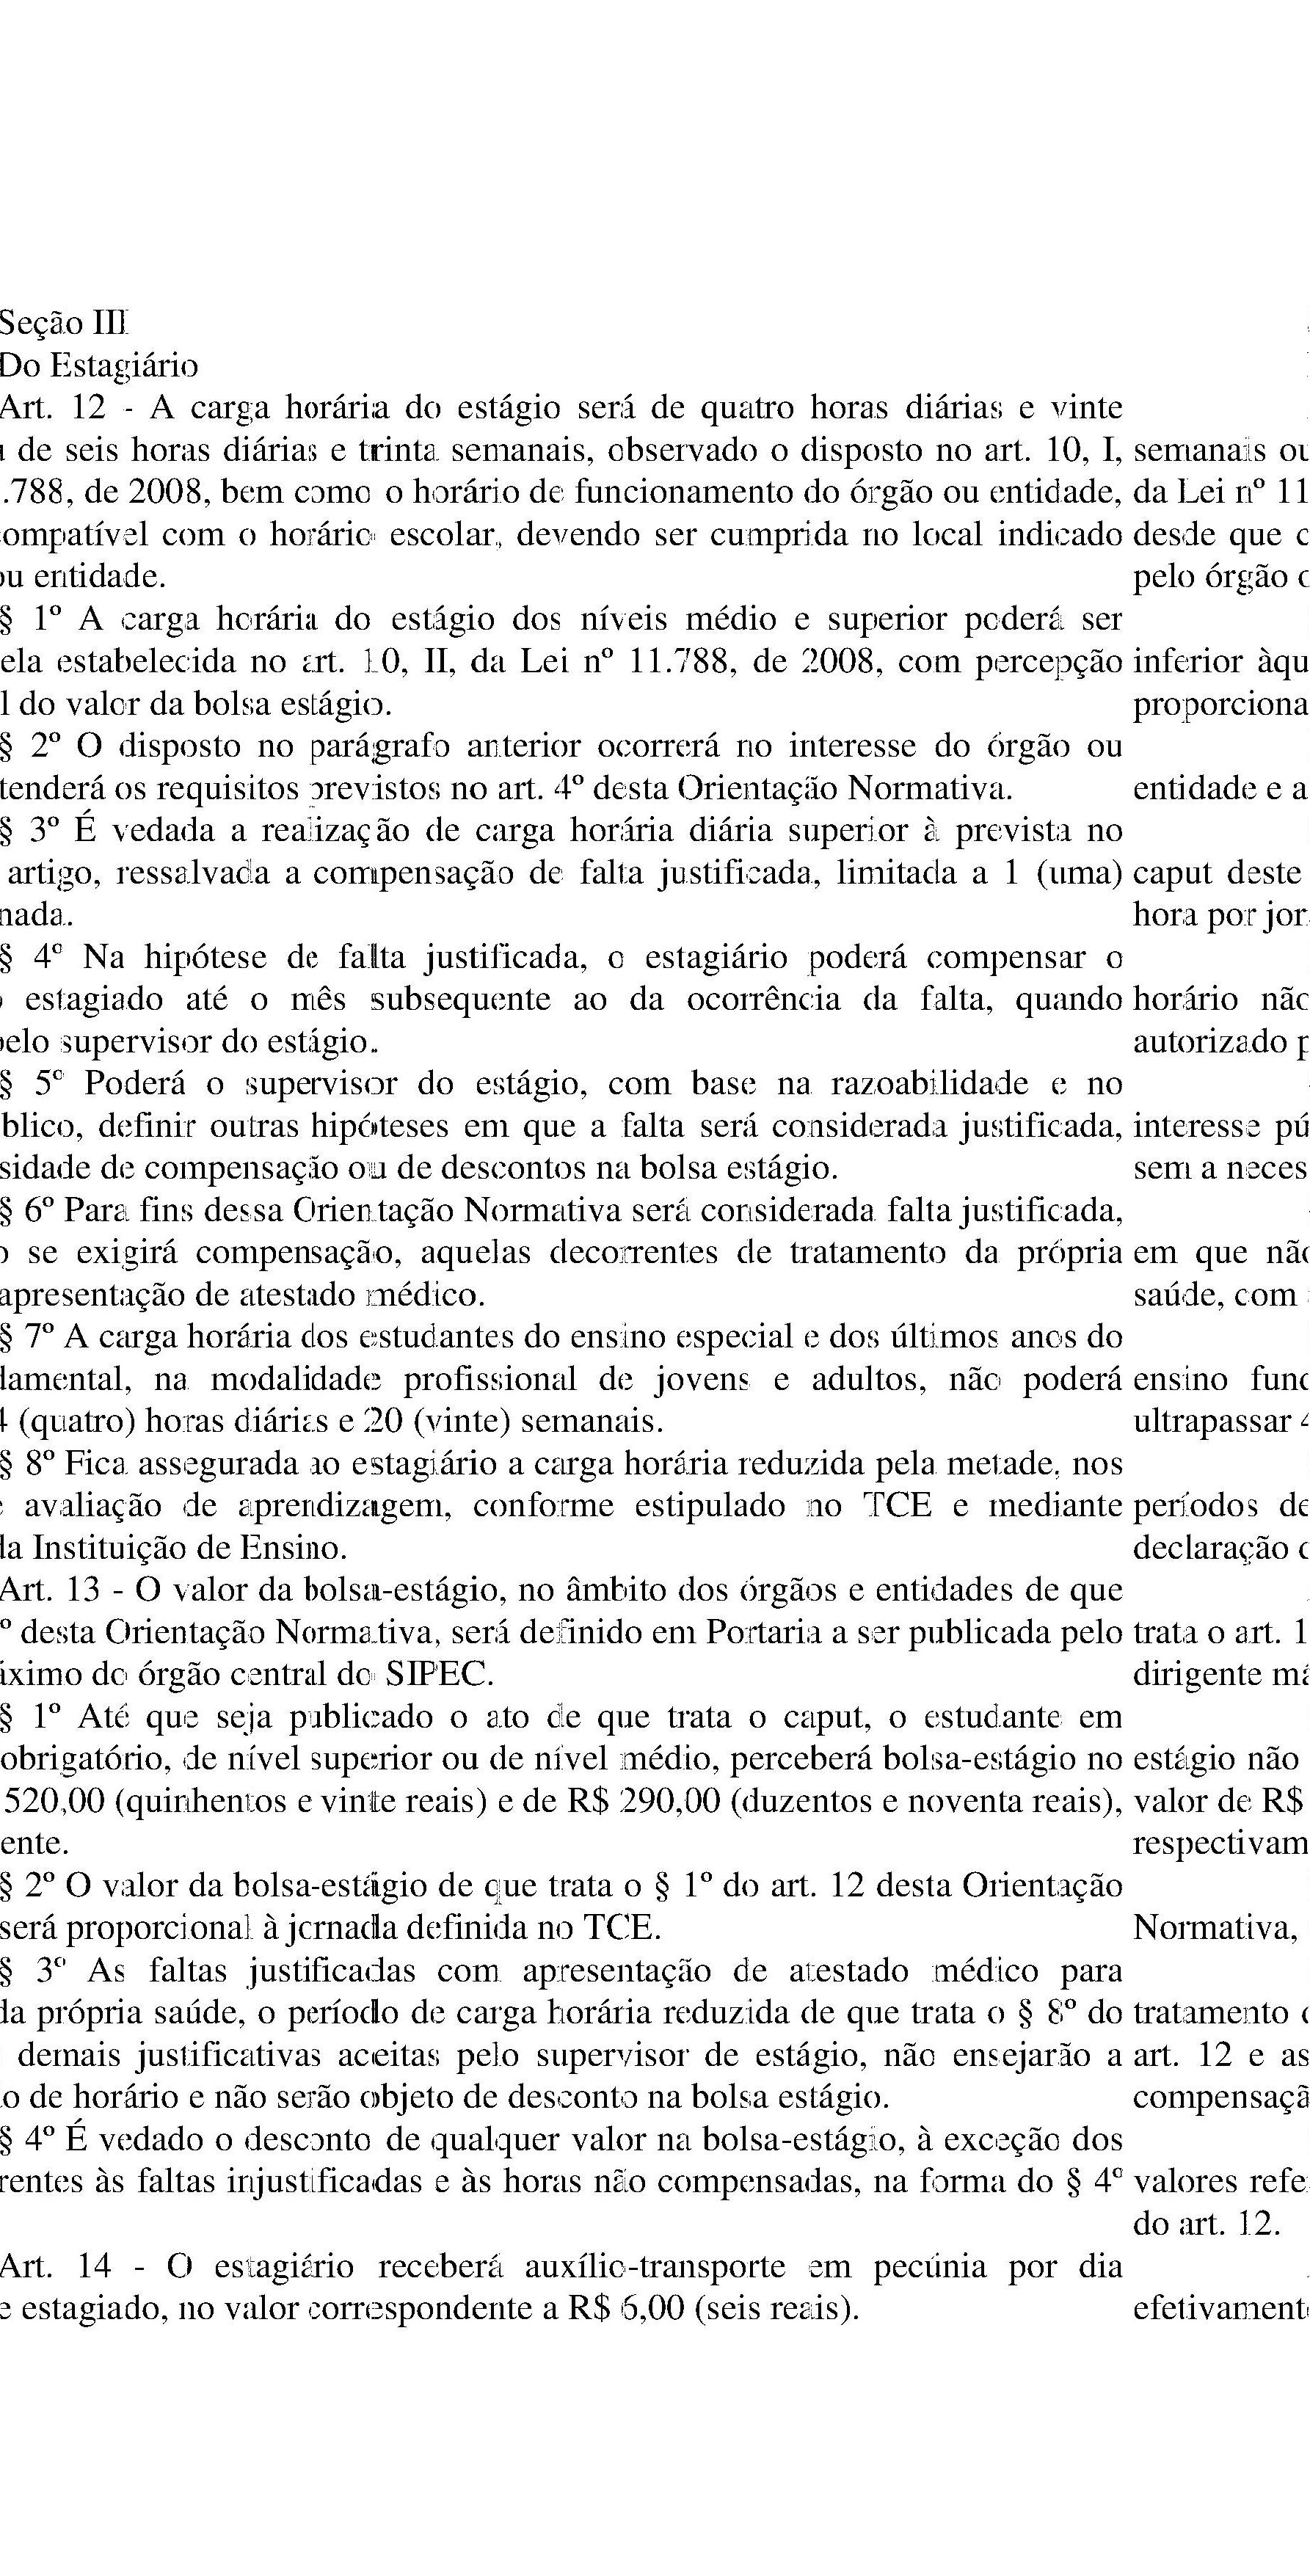 Seção III
Do Estagiário
Art. 12 - A carga horária do estágio será de quatro horas diárias e vinte
de seis horas diárias e trinta semanais, observado o disposto no art. 10, I, semanais ou
.788, de 2008, bem como o horário de funcionamento do órgão ou entidade, da Lei nº 11
ompatível com o horário escolar, devendo ser cumprida no local indicado desde que c
ou entidade. pelo órgão
§ 1º A carga horária do estágio dos níveis médio e superior poderá ser
ela estabelecida no art. 10, II, da Lei nº 11.788, de 2008, com percepção inferior àqu
l do valor da bolsa estágio. proporciona
§ 2º O disposto no parágrafo anterior ocorrerá no interesse do órgão ou
tenderá os requisitos previstos no art. 4º desta Orientação Normativa. entidade e a
§ 3º É vedada a realização de carga horária diária superior à prevista no
artigo, ressalvada a compensação de falta justificada, limitada a 1 (uma) caput deste
nada. hora por jor
§ 4º Na hipótese de falta justificada, o estagiário poderá compensar o
o estagiado até o mês subsequente ao da ocorrência da falta, quando horário não
pelo supervisor do estágio. autorizado p
§ 5º Poderá o supervisor do estágio, com base na razoabilidade e no
blico, definir outras hipóteses em que a falta será considerada justificada, interesse pú
sidade de compensação ou de descontos na bolsa estágio. sem a neces
§ 6º Para fins dessa Orientação Normativa será considerada falta justificada,
o se exigirá compensação, aquelas decorrentes de tratamento da própria em que não
apresentação de atestado médico. saúde, com
§ 7º A carga horária dos estudantes do ensino especial e dos últimos anos do
damental, na modalidade profissional de jovens e adultos, não poderá ensino fund
4 (quatro) horas diárias e 20 (vinte) semanais. ultrapassar 4
§ 8º Fica assegurada ao estagiário a carga horária reduzida pela metade, nos
e avaliação de aprendizagem, conforme estipulado no TCE e mediante períodos de
da Instituição de Ensino. declaração d
Art. 13 - O valor da bolsa-estágio, no âmbito dos órgãos e entidades de que
º desta Orientação Normativa, será definido em Portaria a ser publicada pelo trata o art. 1
áximo do órgão central do SIPEC. dirigente má
§ 1º Até que seja publicado o ato de que trata o caput, o estudante em
obrigatório, de nível superior ou de nível médio, perceberá bolsa-estágio no estágio não
520,00 (quinhentos e vinte reais) e de R$ 290,00 (duzentos e noventa reais), valor de R$
ente. respectivam
§ 2º O valor da bolsa-estágio de que trata o § 1º do art. 12 desta Orientação
será proporcional à jornada definida no TCE. Normativa,
§ 3º As faltas justificadas com apresentação de atestado médico para
da própria saúde, o período de carga horária reduzida de que trata o § 8º do tratamento d
demais justificativas aceitas pelo supervisor de estágio, não ensejarão a art. 12 e as
o de horário e não serão objeto de desconto na bolsa estágio. compensaçã
§ 4º É vedado o desconto de qualquer valor na bolsa-estágio, à exceção dos
rentes às faltas injustificadas e às horas não compensadas, na forma do § 4º valores refe
do art. 12.
Art. 14 - O estagiário receberá auxílio-transporte em pecúnia por dia
e estagiado, no valor correspondente a R$ 6,00 (seis reais). efetivament